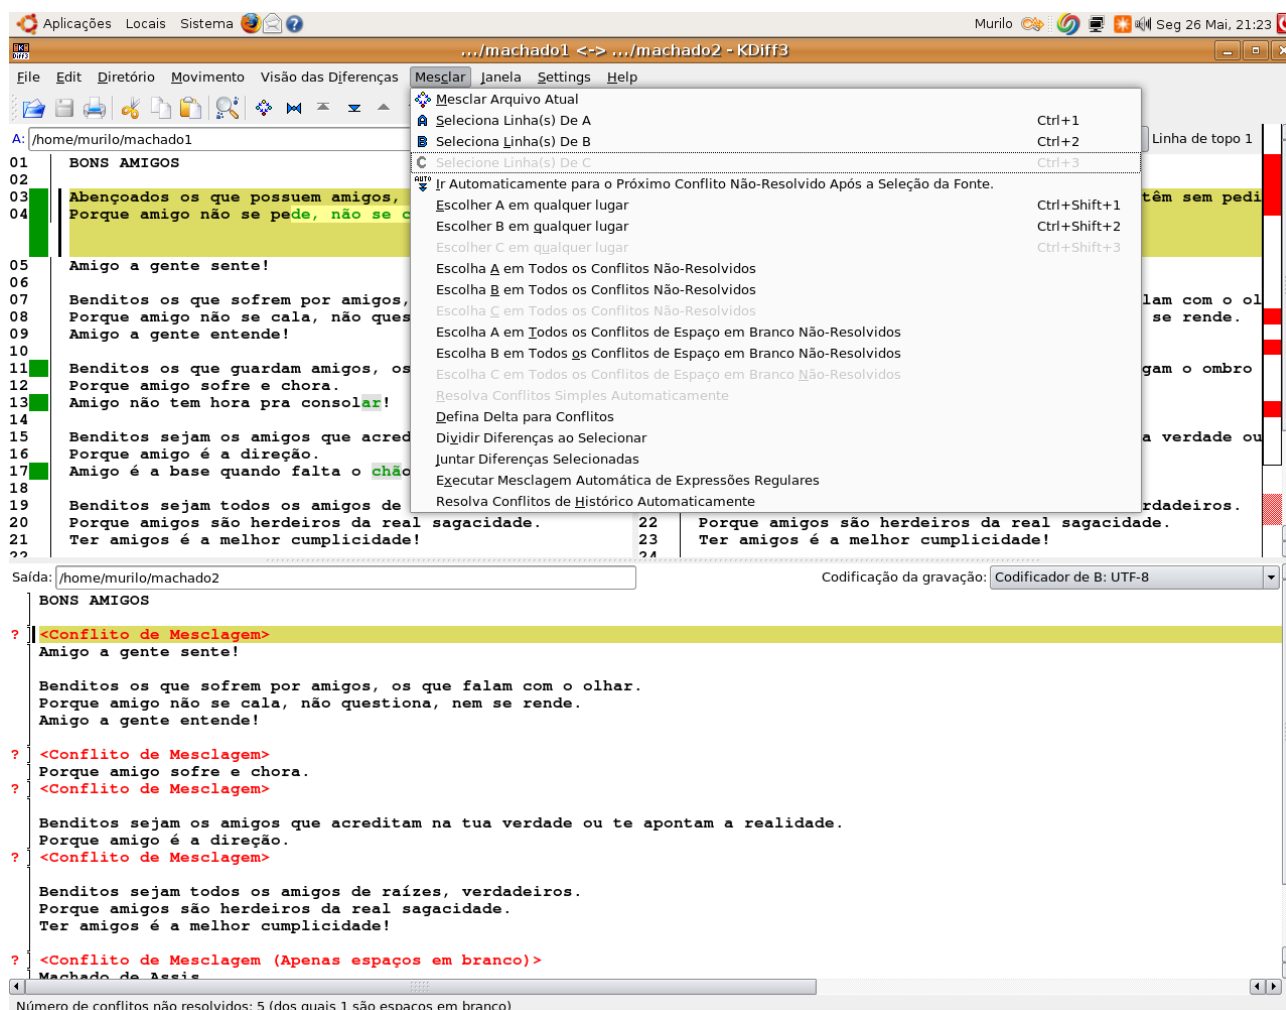 Aplicações Locais Sistema
Murilo
Seg 26 Mai, 21:23
.../machado1 <-> .../machado2 - KDiff3
File Edit Diretório Movimento Visão das Diferenças Mesclar Janela Settings Help
Mesclar Arquivo Atual
Seleciona Linha(s) De A Ctrl+1
Seleciona Linha(s) De B Ctrl+2
Selecione Linha(s) De C Ctrl+3
Ir Automaticamente para o Próximo Conflito Não-Resolvido Após a Seleção da Fonte.
Escolher A em qualquer lugar Ctrl+Shift+1
Escolher B em qualquer lugar Ctrl+Shift+2
Escolher C em qualquer lugar Ctrl+Shift+3
Escolha A em Todos os Conflitos Não-Resolvidos
Escolha B em Todos os Conflitos Não-Resolvidos
Escolha C em Todos os Conflitos Não-Resolvidos
Escolha A em Todos os Conflitos de Espaço em Branco Não-Resolvidos
Escolha B em Todos os Conflitos de Espaço em Branco Não-Resolvidos
Escolha C em Todos os Conflitos de Espaço em Branco Não-Resolvidos
Resolva Conflitos Simples Automaticamente
Defina Delta para Conflitos
Dividir Diferenças ao Selecionar
Juntar Diferenças Selecionadas
Executar Mesclagem Automática de Expressões Regulares
Resolva Conflitos de Histórico Automaticamente
A: /home/murilo/machado1
Linha de topo 1
01 BONS AMIGOS
02
03 Abençoados os que possuem amigos,
04 Porque amigo não se pede, não se c
05 Amigo a gente sente!
06
07 Benditos os que sofrem por amigos,
08 Porque amigo não se cala, não ques
09 Amigo a gente entende!
10
11 Benditos os que guardam amigos, os
12 Porque amigo sofre e chora.
13 Amigo não tem hora pra consolar!
14
15 Benditos sejam os amigos que acred
16 Porque amigo é a direção.
17 Amigo é a base quando falta o chão
18
19 Benditos sejam todos os amigos de
20 Porque amigos são herdeiros da real sagacidade.
21 Ter amigos é a melhor cumplicidade!
22
têm sem pedi
lam com o ol
se rende.
gam o ombro
a verdade ou
rdadeiros.
22 Porque amigos são herdeiros da real sagacidade.
23 Ter amigos é a melhor cumplicidade!
24
Saída: /home/murilo/machado2
Codificação da gravação: Codificador de B: UTF-8
BONS AMIGOS
? <Conflito de Mesclagem>
Amigo a gente sente!
Benditos os que sofrem por amigos, os que falam com o olhar.
Porque amigo não se cala, não questiona, nem se rende.
Amigo a gente entende!
? <Conflito de Mesclagem>
Porque amigo sofre e chora.
? <Conflito de Mesclagem>
Benditos sejam os amigos que acreditam na tua verdade ou te apontam a realidade.
Porque amigo é a direção.
? <Conflito de Mesclagem>
Benditos sejam todos os amigos de raízes, verdadeiros.
Porque amigos são herdeiros da real sagacidade.
Ter amigos é a melhor cumplicidade!
? <Conflito de Mesclagem (Apenas espaços em branco)>
Machado de Assis
Número de conflitos não resolvidos: 5 (dos quais 1 são espaços em branco)